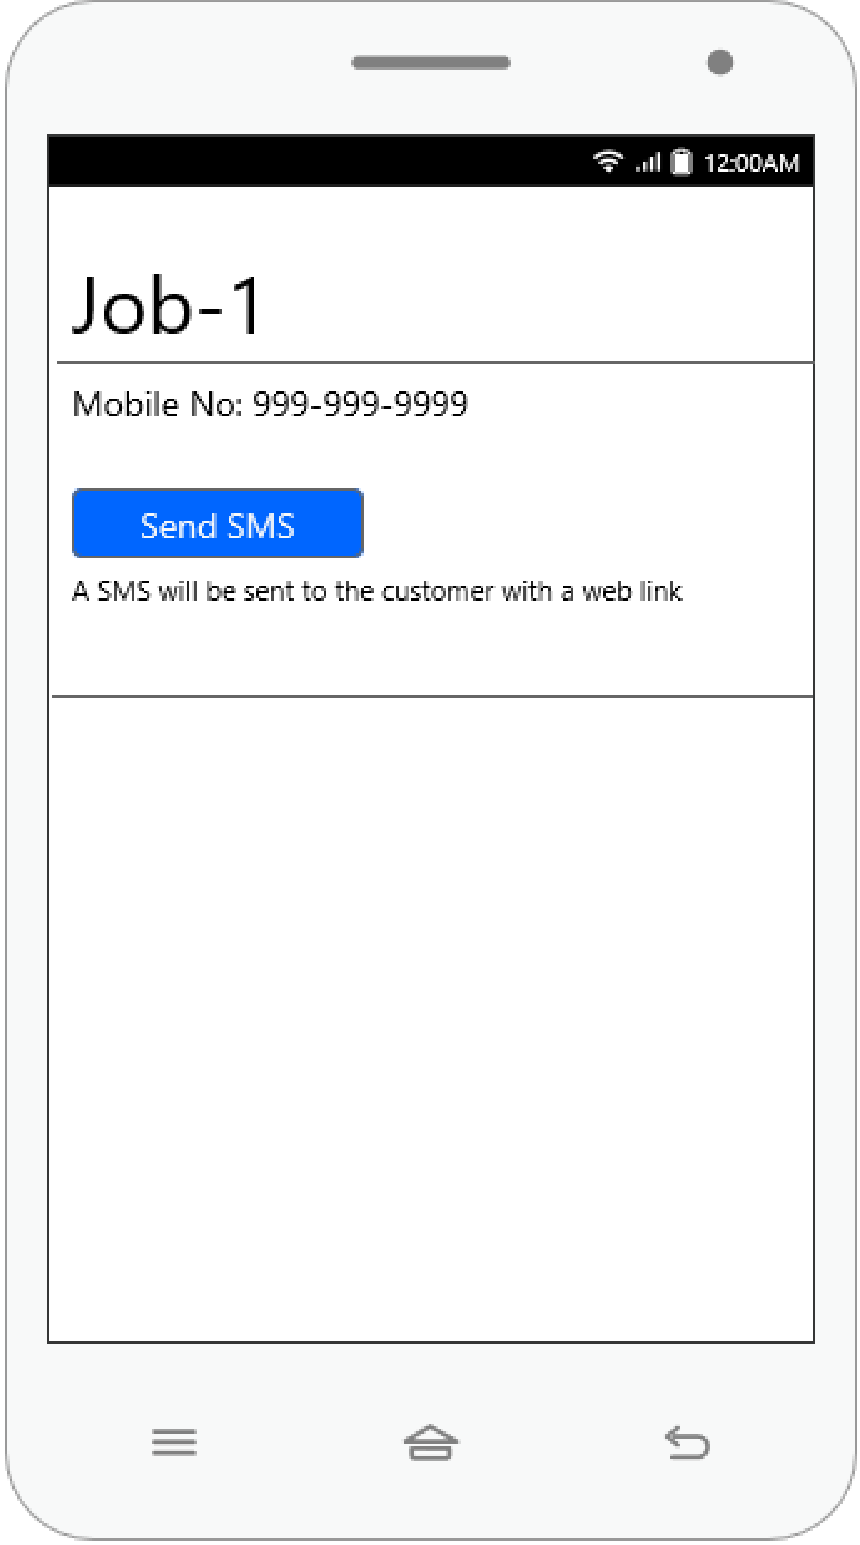 12:00AM
Job-1
Mobile No: 999-999-9999
Send SMS
A SMS will be sent to the customer with a web link